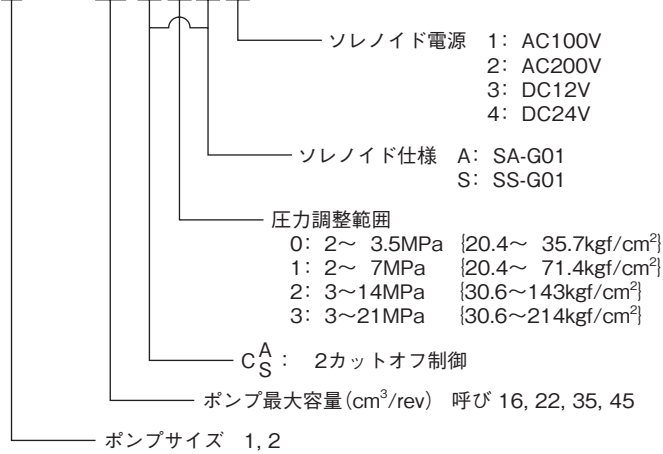 ソレノイド電源 1: AC100V
2: AC200V
3: DC12V
4: DC24V
ソレノイド仕様 A: SA-G01
S: SS-G01
圧力調整範囲
0: 2～ 3.5MPa {20.4～ 35.7kgf/cm²}
1: 2～ 7MPa {20.4～ 71.4kgf/cm²}
2: 3～14MPa {30.6～143kgf/cm²}
3: 3～21MPa {30.6～214kgf/cm²}
C A/S : 2カットオフ制御
ポンプ最大容量(cm³/rev) 呼び 16, 22, 35, 45
ポンプサイズ 1, 2